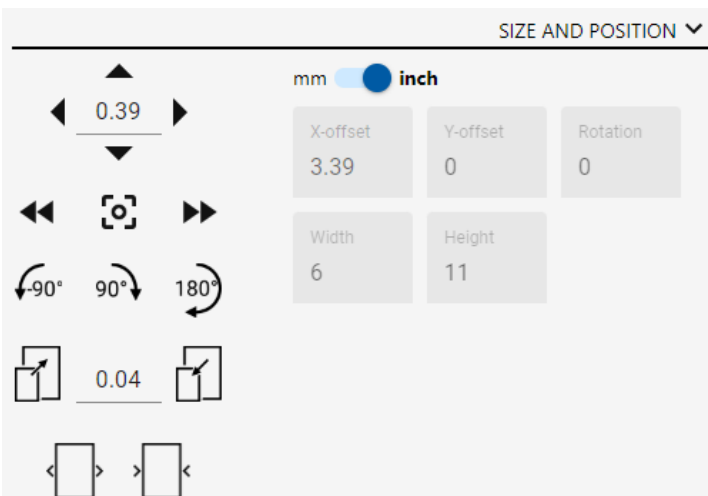 SIZE AND POSITION
mm inch
0.39
X-offset Y-offset Rotation
3.39 0 0
Width Height
6 11
-90° 90° 180°
0.04